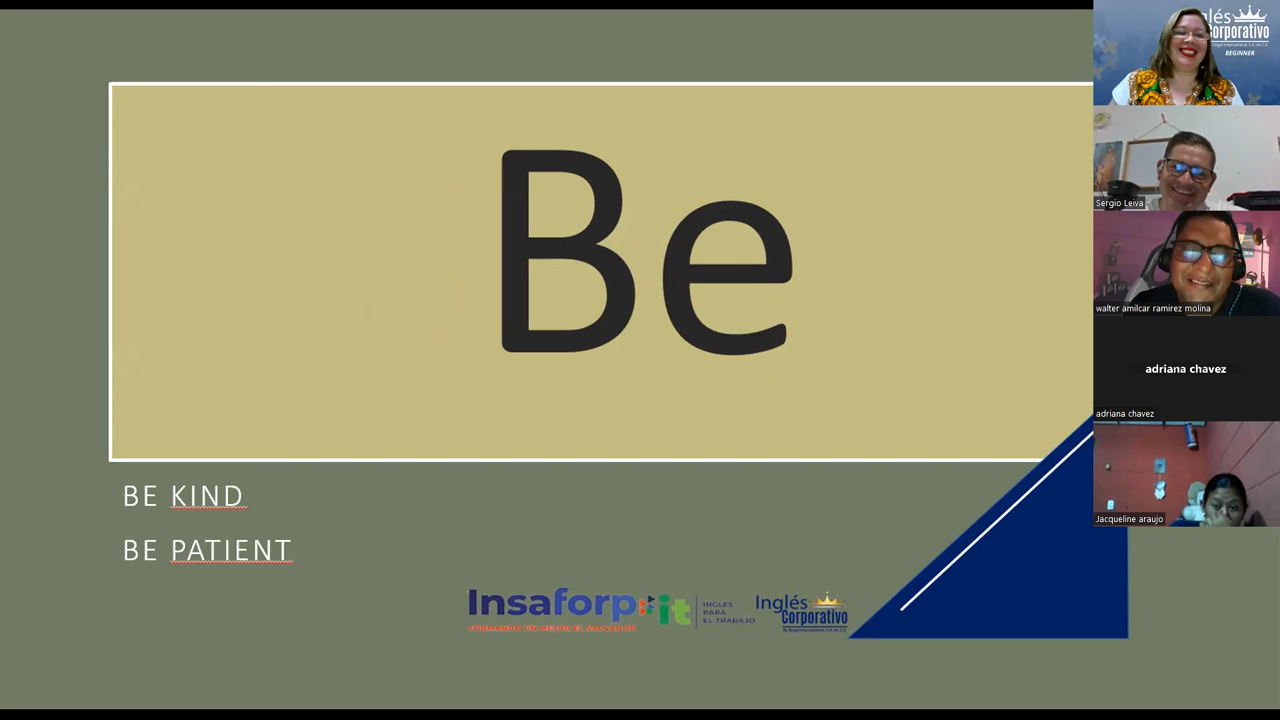 Be
BE KIND
BE PATIENT
Insaforp
FORMANDO UN MEJOR EL SALVADOR
it
INGLES
PARA
EL TRABAJO
Inglés
Corporativo
glés
Corporativo
BEGINNER
Sergio Leiva
walter amilcar ramirez molina
adriana chavez
adriana chavez
Jacqueline araujo